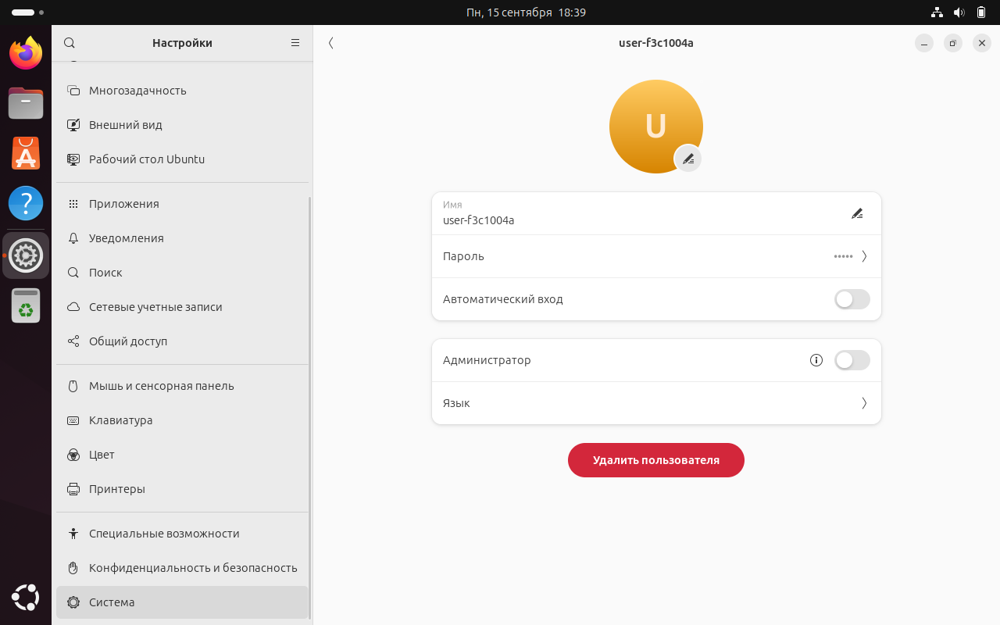 Пн, 15 сентября 18:39
Настройки
Многозадачность
Внешний вид
Рабочий стол Ubuntu
Приложения
Уведомления
Поиск
Сетевые учетные записи
Общий доступ
Мышь и сенсорная панель
Клавиатура
Цвет
Принтеры
Специальные возможности
Конфиденциальность и безопасность
Система
user-f3c1004a
U
Имя
user-f3c1004a
Пароль
Автоматический вход
Администратор
Язык
Удалить пользователя